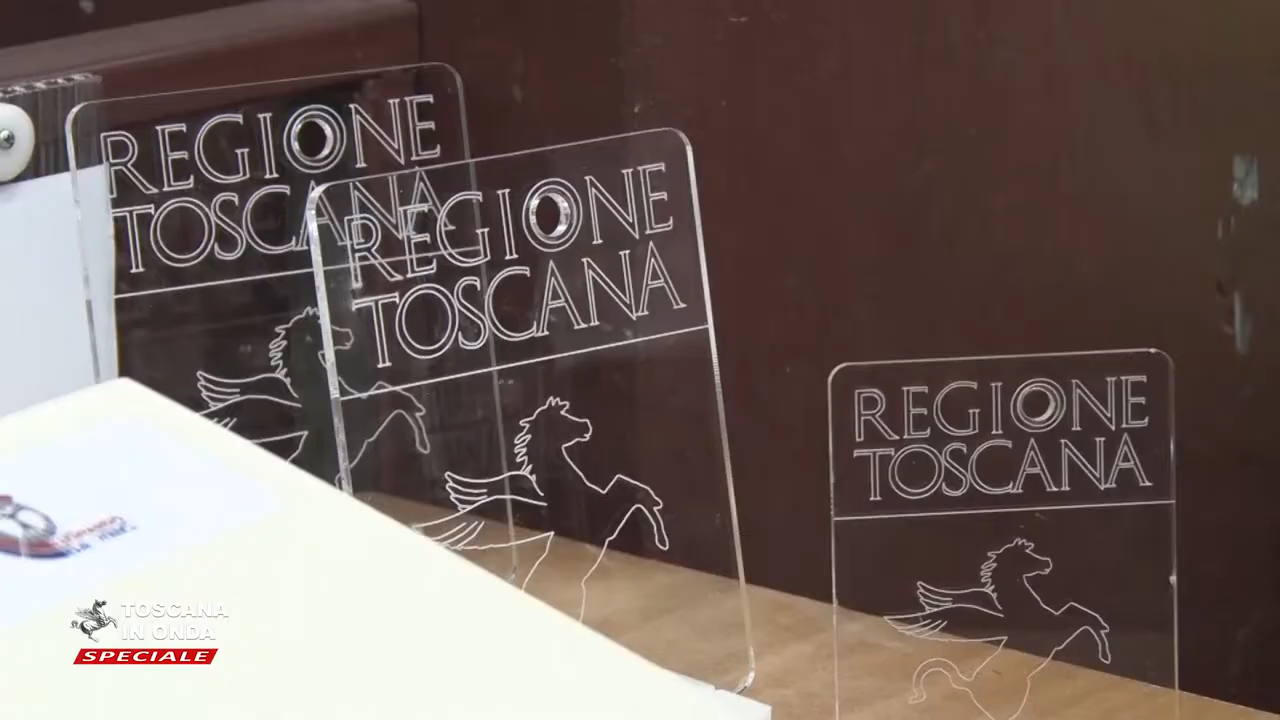 REGIONE
TOSCANA
REGIONE
TOSCANA
REGIONE
TOSCANA
TOSCANA
IN ONDA
SPECIALE